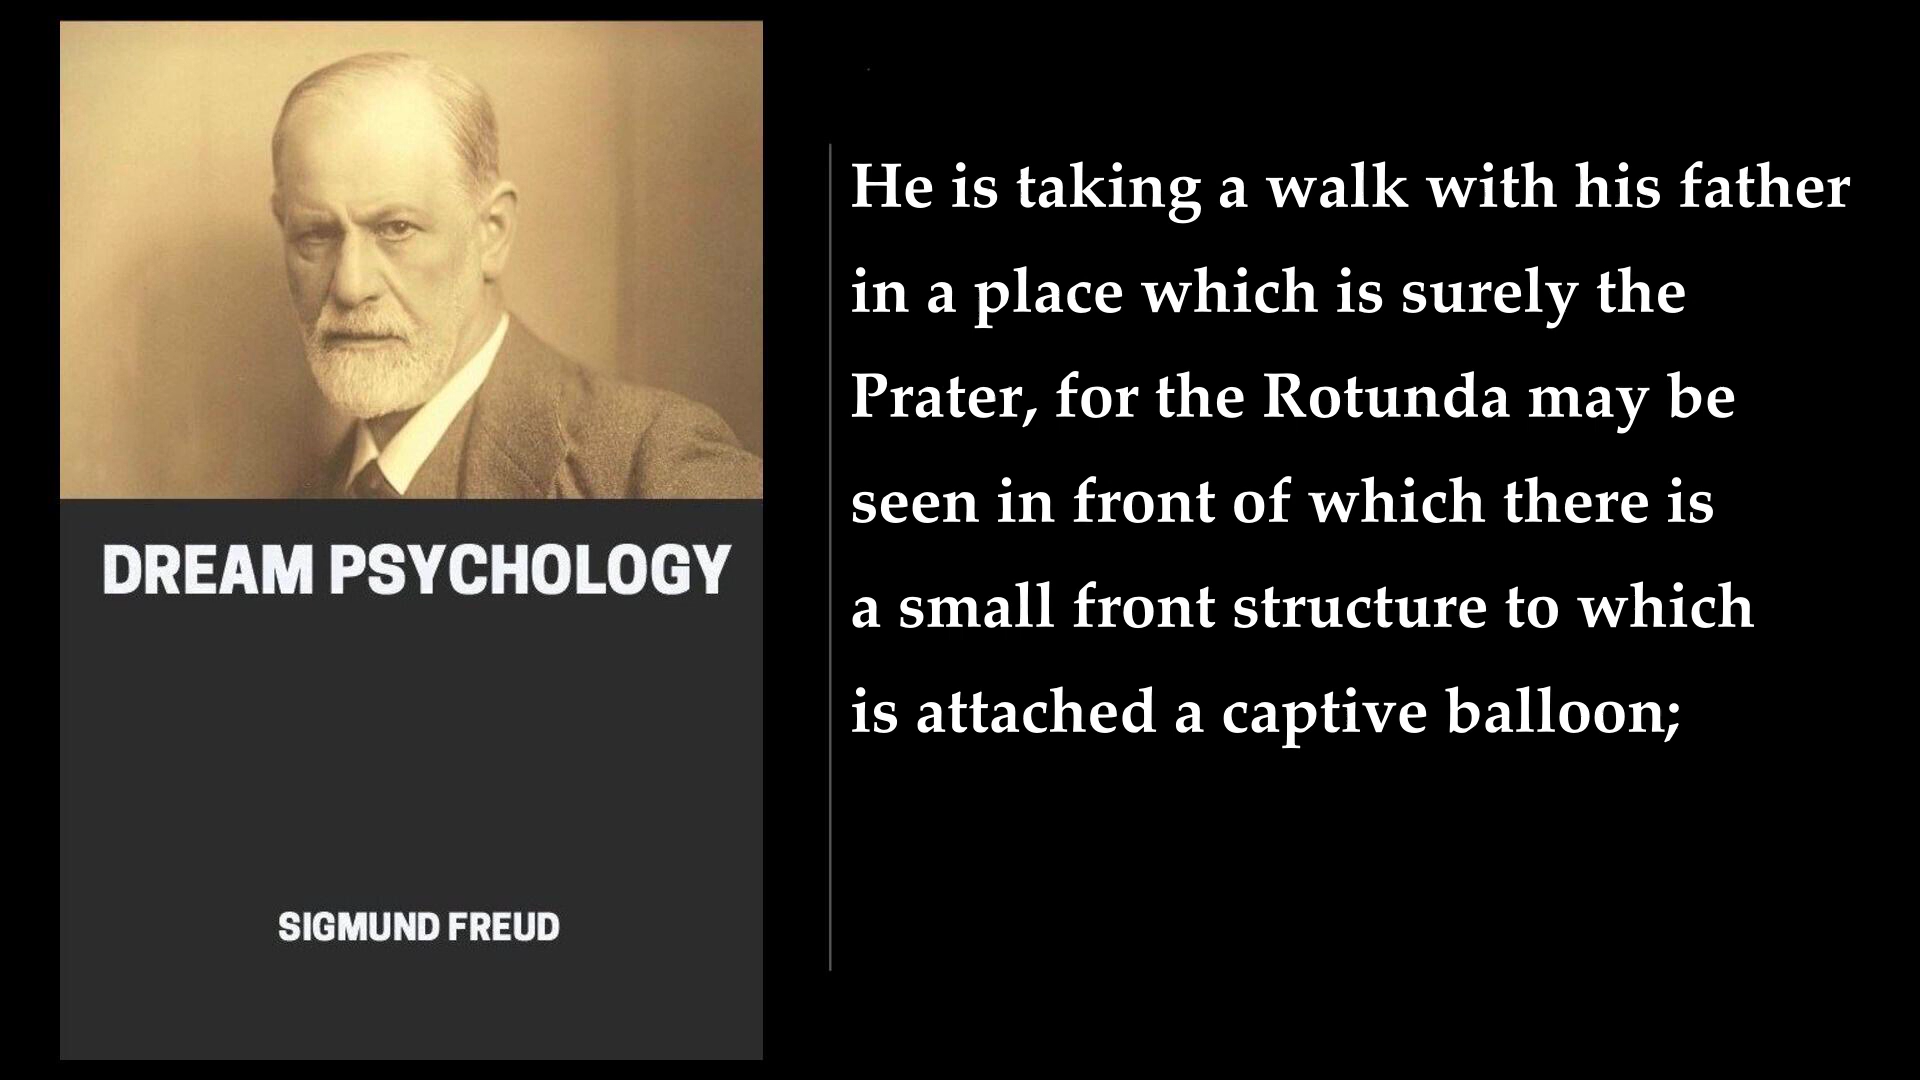 DREAM PSYCHOLOGY
SIGMUND FREUD
He is taking a walk with his father
in a place which is surely the
Prater, for the Rotunda may be
seen in front of which there is
a small front structure to which
is attached a captive balloon;